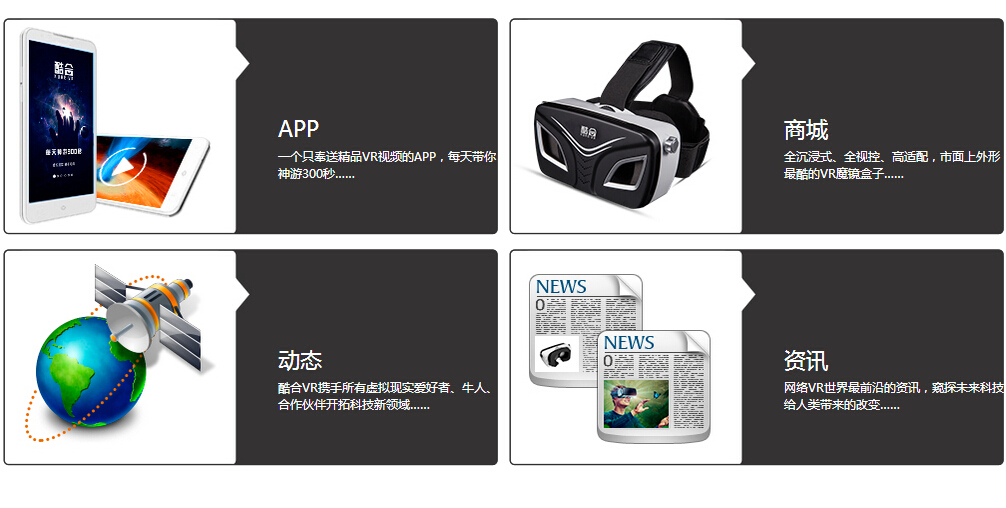 酷合
每天神游300秒
APP
一个只奉送精品VR视频的APP，每天带你
神游300秒......
酷合
商城
全沉浸式、全视控、高适配，市面上外形
最酷的VR魔镜盒子......
动态
酷合VR携手所有虚拟现实爱好者、牛人、
合作伙伴开拓科技新领域......
NEWS
NEWS
资讯
网络VR世界最前沿的资讯，窥探未来科技
给人类带来的改变......